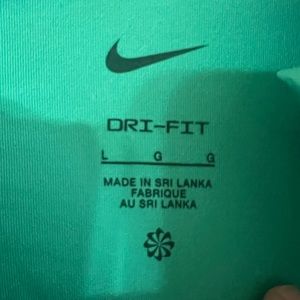 DRI-FIT
L G G
MADE IN SRI LANKA
FABRIQUE
AU SRI LANKA